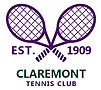 EST. 1909
CLAREMONT
TENNIS CLUB